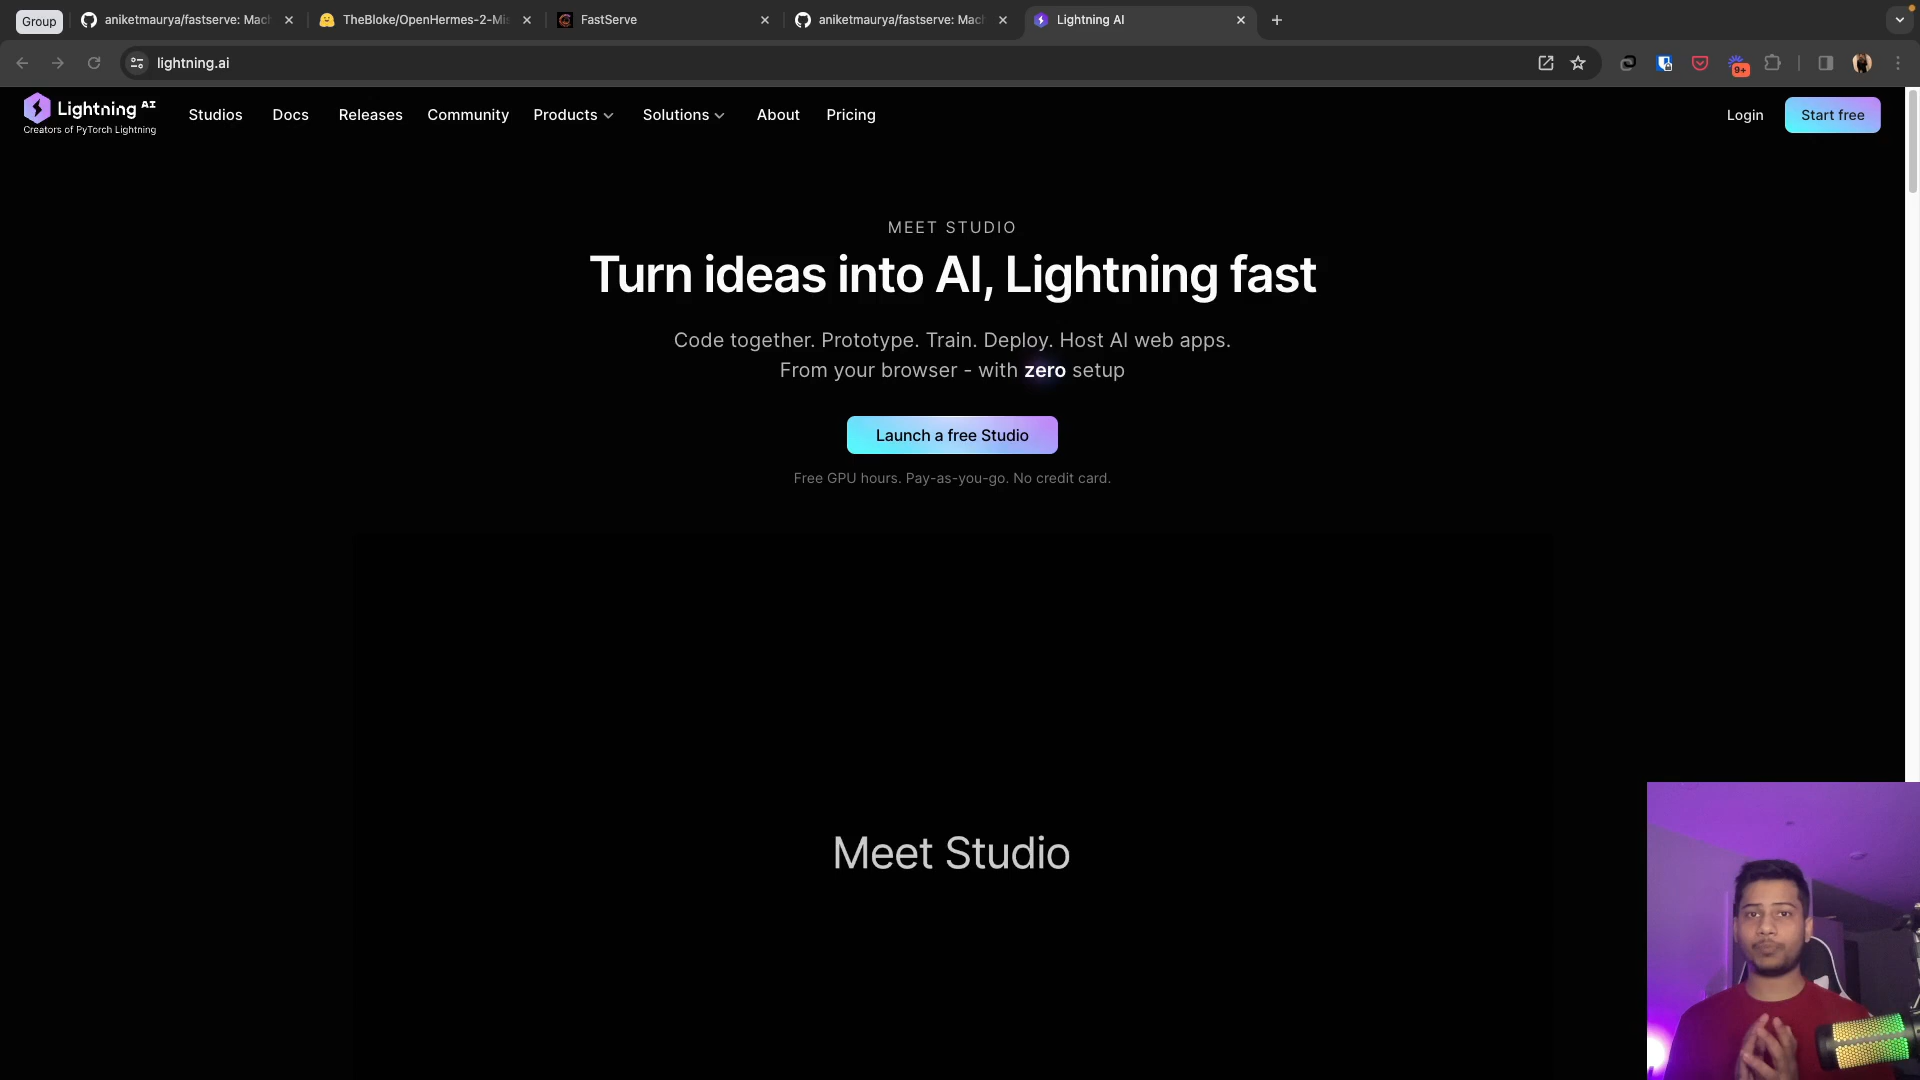 Group
aniketmaurya/fastserve: Mach
TheBloke/OpenHermes-2-Mis
FastServe
aniketmaurya/fastserve: Mach
Lightning AI
lightning.ai
9+
Lightning AI
Creators of PyTorch Lightning
Studios
Docs
Releases
Community
Products
Solutions
About
Pricing
Login
Start free
MEET STUDIO
Turn ideas into AI, Lightning fast
Code together. Prototype. Train. Deploy. Host AI web apps.
From your browser - with zero setup
Launch a free Studio
Free GPU hours. Pay-as-you-go. No credit card.
Meet Studio